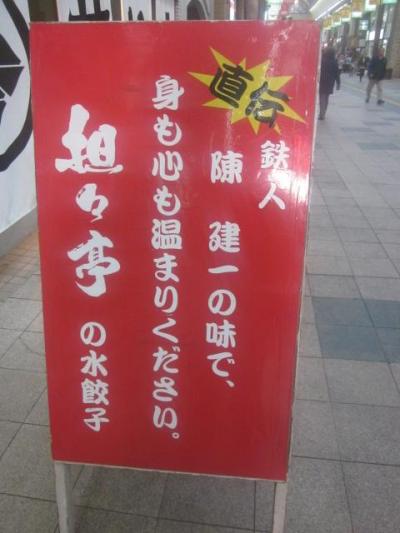 直伝
鉄人
陳 建一の味で、
身も心も温まりください。
担々亭の水餃子